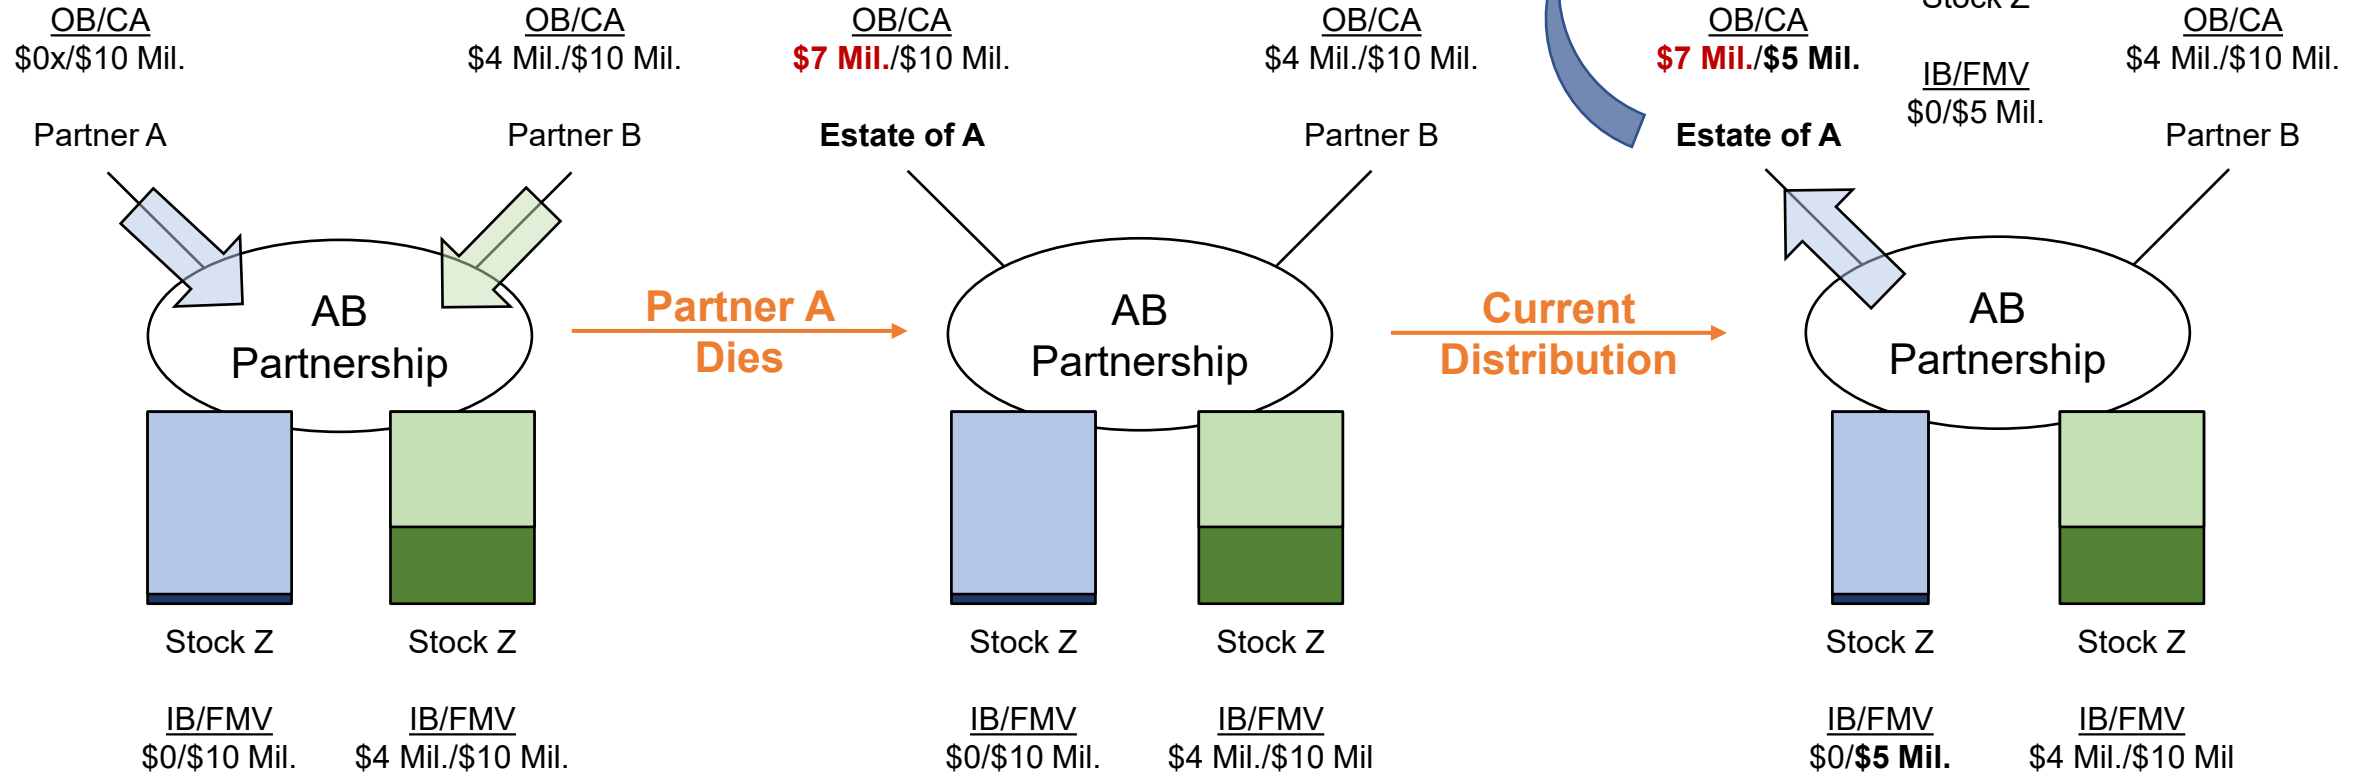 OB/CA
$0x/$10 Mil.
Partner A
OB/CA
$4 Mil./$10 Mil.
Partner B
AB
Partnership
Stock Z
IB/FMV
$0/$10 Mil.
Stock Z
IB/FMV
$4 Mil./$10 Mil.
Partner A
Dies
OB/CA
$7 Mil./$10 Mil.
Estate of A
OB/CA
$4 Mil./$10 Mil.
Partner B
AB
Partnership
Stock Z
IB/FMV
$0/$10 Mil.
Stock Z
IB/FMV
$4 Mil./$10 Mil
Current
Distribution
OB/CA
$7 Mil./$5 Mil.
Estate of A
Stock Z
IB/FMV
$0/$5 Mil.
OB/CA
$4 Mil./$10 Mil.
Partner B
AB
Partnership
Stock Z
IB/FMV
$0/$5 Mil.
Stock Z
IB/FMV
$4 Mil./$10 Mil